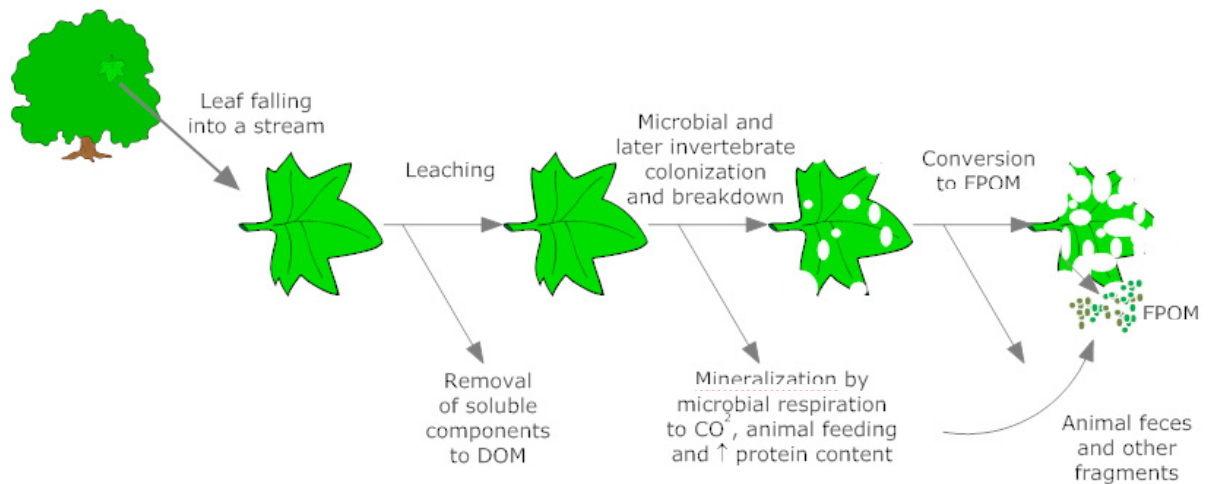 Leaf falling
into a stream
Leaching
Microbial and
later invertebrate
colonization
and breakdown
Conversion
to FPOM
FPOM
Removal
of soluble
components
to DOM
Mineralization by
microbial respiration
to CO², animal feeding
and ↑ protein content
Animal feces
and other
fragments